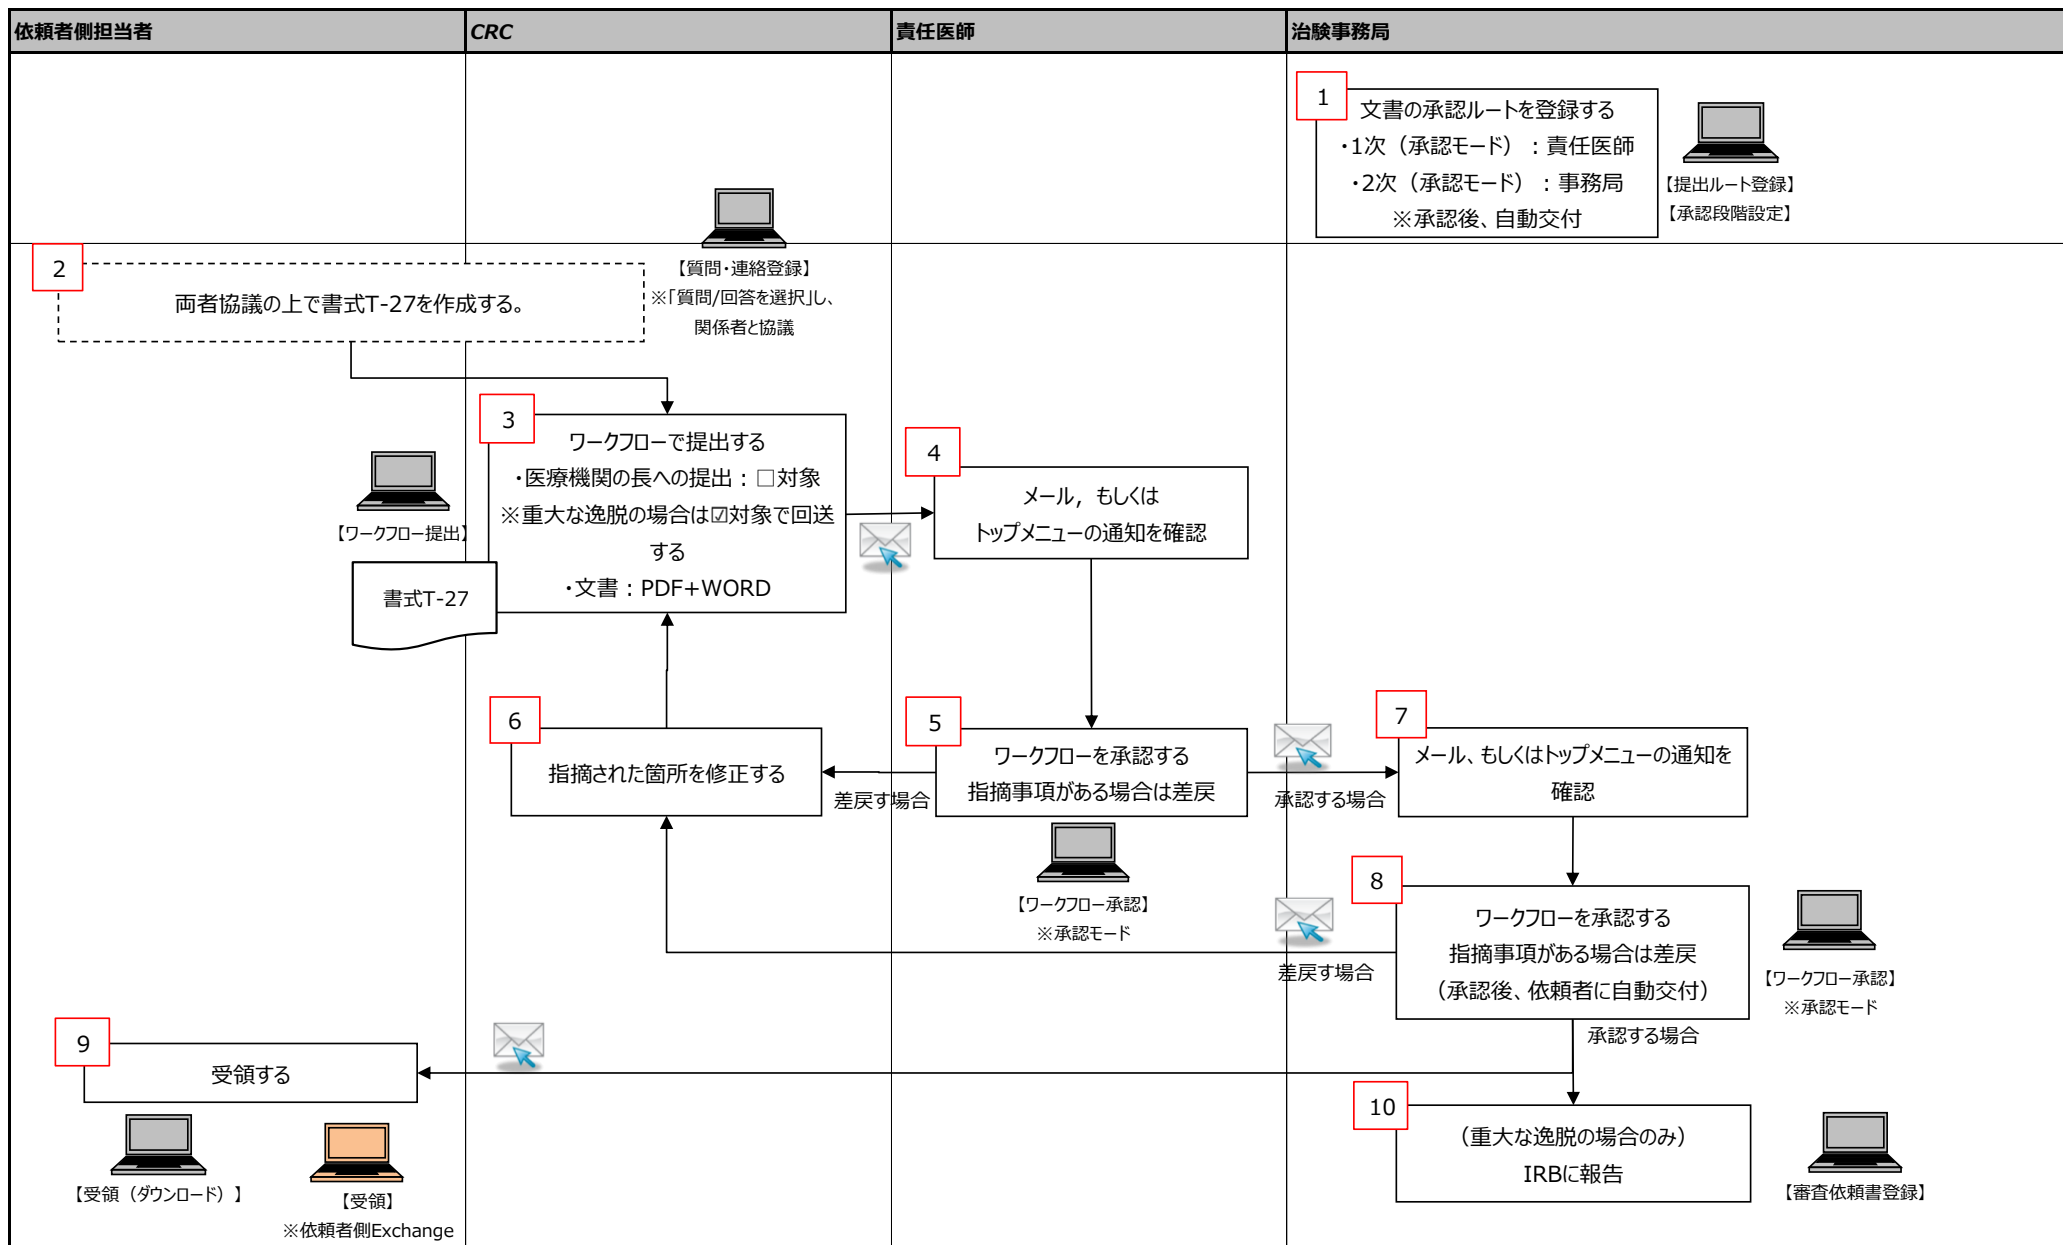 依頼者側担当者
CRC
責任医師
治験事務局
1
文書の承認ルートを登録する
・1次（承認モード）：責任医師
・2次（承認モード）：事務局
※承認後、自動交付
【提出ルート登録】
【承認段階設定】
2
両者協議の上で書式T-27を作成する。
【質問・連絡登録】
※「質問/回答を選択」し、
関係者と協議
3
ワークフローで提出する
・医療機関の長への提出：□対象
※重大な逸脱の場合は☑対象で回送
する
・文書：PDF+WORD
【ワークフロー提出】
書式T-27
4
メール，もしくは
トップメニューの通知を確認
5
ワークフローを承認する
指摘事項がある場合は差戻
差戻す場合
承認する場合
【ワークフロー承認】
※承認モード
6
指摘された箇所を修正する
7
メール、もしくはトップメニューの通知を
確認
8
ワークフローを承認する
指摘事項がある場合は差戻
（承認後、依頼者に自動交付）
差戻す場合
承認する場合
【ワークフロー承認】
※承認モード
9
受領する
【受領（ダウンロード）】
【受領】
※依頼者側Exchange
10
（重大な逸脱の場合のみ）
IRBに報告
【審査依頼書登録】